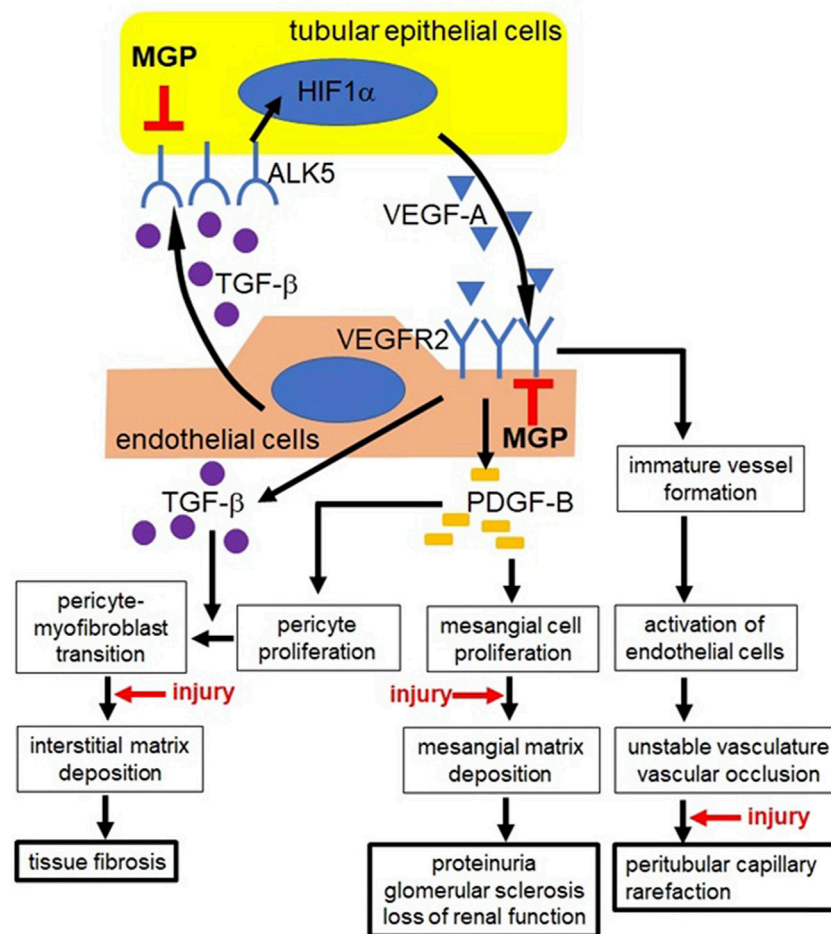 tubular epithelial cells
MGP
HIF1α
ALK5
VEGF-A
TGF-β
VEGFR2
endothelial cells
MGP
TGF-β
PDGF-B
immature vessel
formation
pericyte-
myofibroblast
transition
pericyte
proliferation
mesangial cell
proliferation
activation of
endothelial cells
injury
injury
interstitial matrix
deposition
mesangial matrix
deposition
unstable vasculature
vascular occlusion
injury
tissue fibrosis
proteinuria
glomerular sclerosis
loss of renal function
peritubular capillary
rarefaction